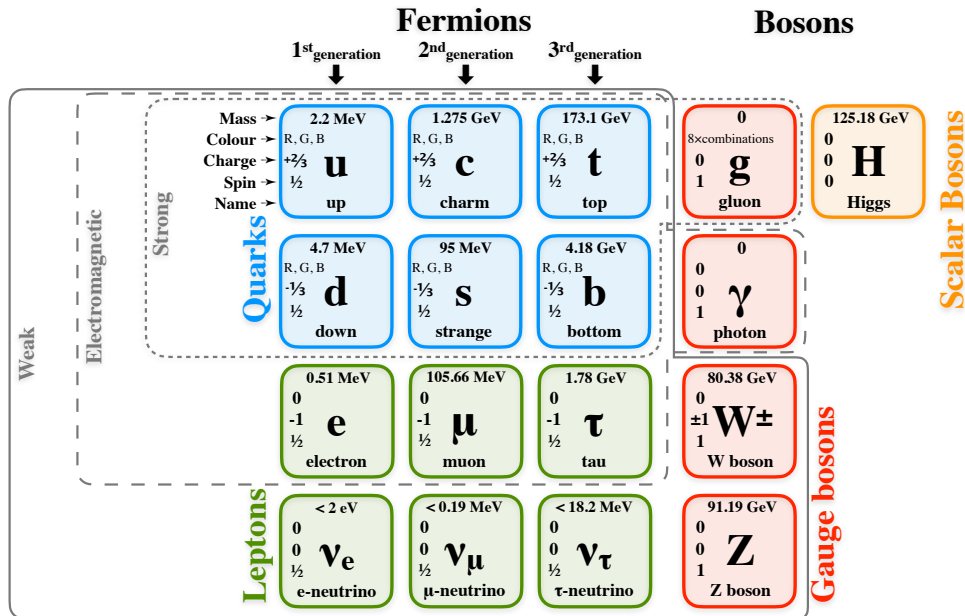 Fermions
Bosons
1st generation
2nd generation
3rd generation
Weak
Electromagnetic
Strong
Quarks
Leptons
Gauge bosons
Scalar Bosons
Mass
Colour
Charge
Spin
Name
2.2 MeV
R, G, B
+2/3
u
½
up
1.275 GeV
R, G, B
+2/3
c
½
charm
173.1 GeV
R, G, B
+2/3
t
½
top
0
8×combinations
0
g
1
gluon
125.18 GeV
0
0
H
0
Higgs
4.7 MeV
R, G, B
-1/3
d
½
down
95 MeV
R, G, B
-1/3
s
½
strange
4.18 GeV
R, G, B
-1/3
b
½
bottom
0
0
0
γ
1
photon
0.51 MeV
0
-1
e
½
electron
105.66 MeV
0
-1
μ
½
muon
1.78 GeV
0
-1
τ
½
tau
80.38 GeV
0
±1
W±
1
W boson
< 2 eV
0
0
νe
½
e-neutrino
< 0.19 MeV
0
0
νμ
½
μ-neutrino
< 18.2 MeV
0
0
ντ
½
τ-neutrino
91.19 GeV
0
0
Z
1
Z boson